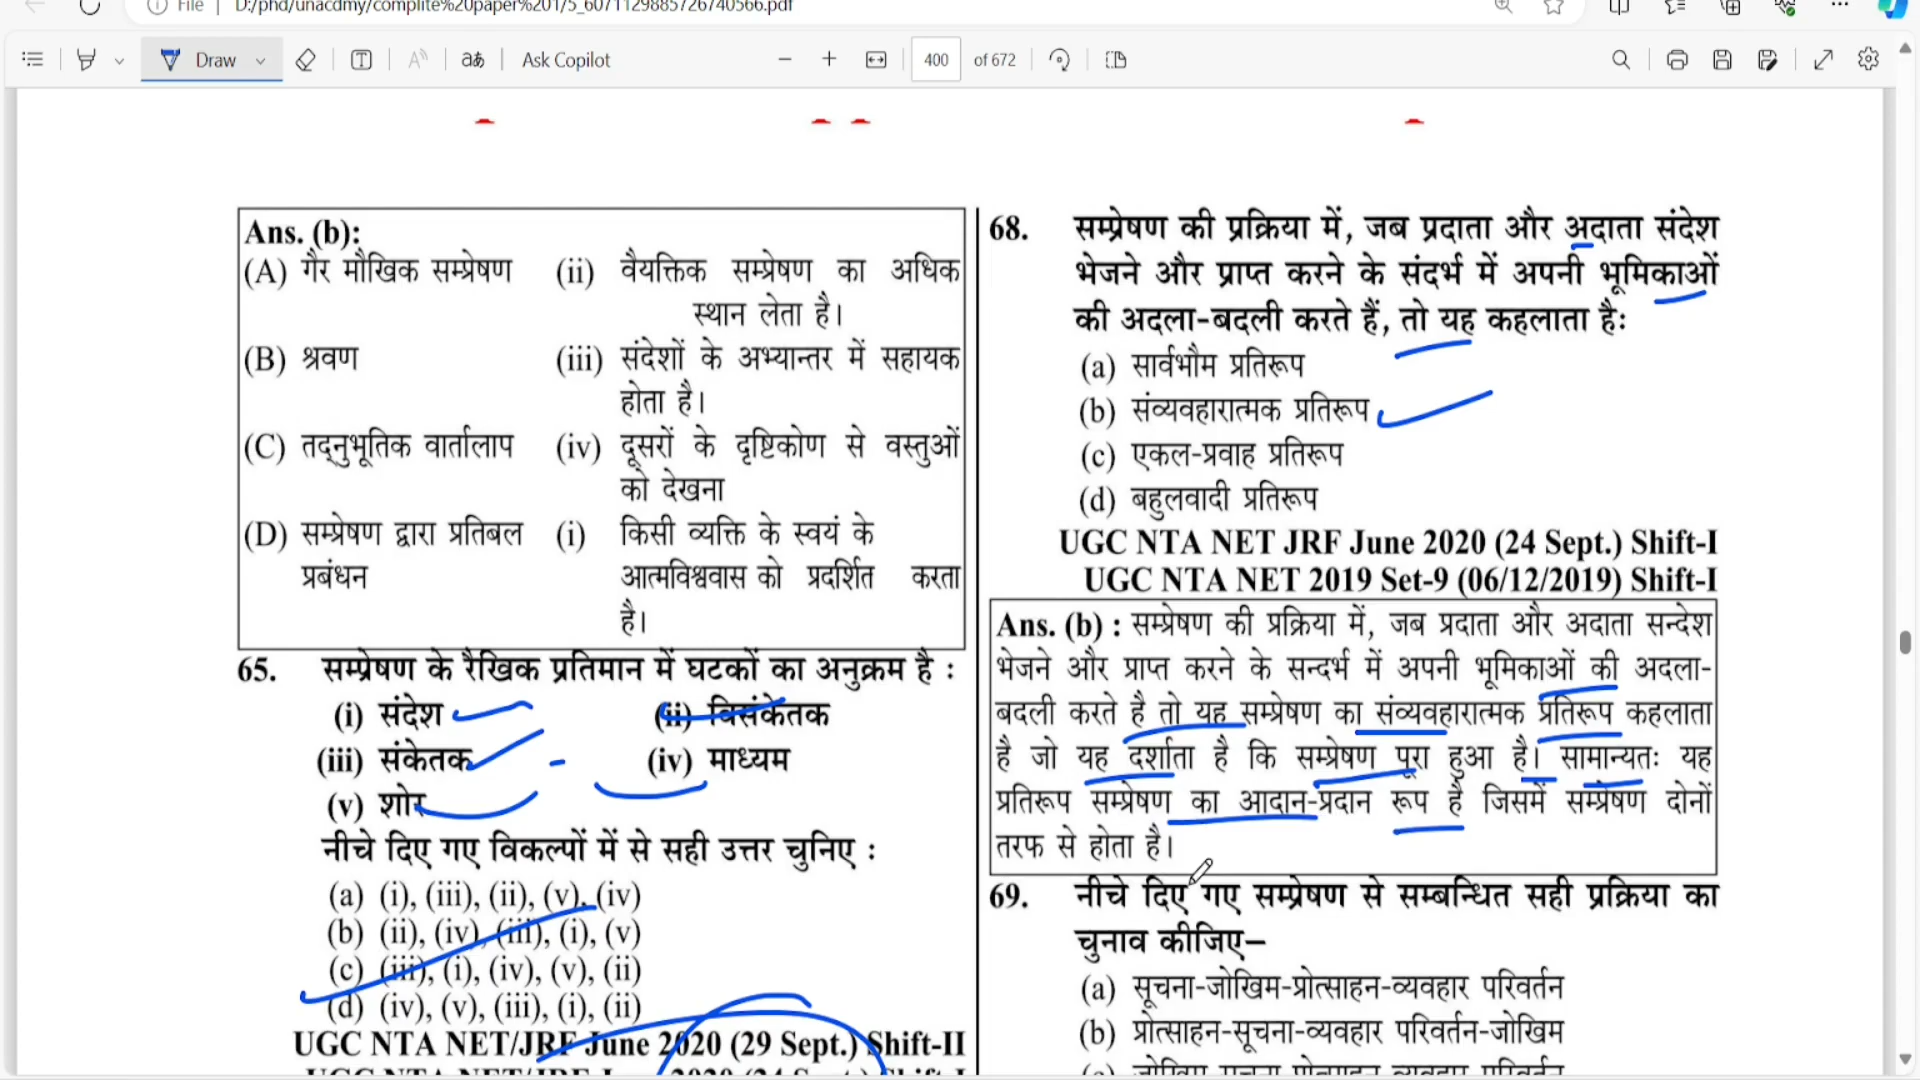 File
D:/phd/unacdmy/complite%20paper%201/5_6071129885726740566.pdf
Draw
Ask Copilot
400 of 672
Ans. (b):
(A) गैर मौखिक सम्प्रेषण (ii) वैयक्तिक सम्प्रेषण का अधिक
स्थान लेता है।
(B) श्रवण (iii) संदेशों के अभ्यान्तर में सहायक
होता है।
(C) तद्नुभूतिक वार्तालाप (iv) दूसरों के दृष्टिकोण से वस्तुओं
को देखना
(D) सम्प्रेषण द्वारा प्रतिबल (i) किसी व्यक्ति के स्वयं के
प्रबंधन आत्मविश्ववास को प्रदर्शित करता
है।
65. सम्प्रेषण के रैखिक प्रतिमान में घटकों का अनुक्रम है :
(i) संदेश (ii) विसंकेतक
(iii) संकेतक (iv) माध्यम
(v) शोर
नीचे दिए गए विकल्पों में से सही उत्तर चुनिए :
(a) (i), (iii), (ii), (v), (iv)
(b) (ii), (iv), (iii), (i), (v)
(c) (iii), (i), (iv), (v), (ii)
(d) (iv), (v), (iii), (i), (ii)
UGC NTA NET/JRF June 2020 (29 Sept.) Shift-II
68. सम्प्रेषण की प्रक्रिया में, जब प्रदाता और अदाता संदेश
भेजने और प्राप्त करने के संदर्भ में अपनी भूमिकाओं
की अदला-बदली करते हैं, तो यह कहलाता है:
(a) सार्वभौम प्रतिरूप
(b) संव्यवहारात्मक प्रतिरूप
(c) एकल-प्रवाह प्रतिरूप
(d) बहुलवादी प्रतिरूप
UGC NTA NET JRF June 2020 (24 Sept.) Shift-I
UGC NTA NET 2019 Set-9 (06/12/2019) Shift-I
Ans. (b) : सम्प्रेषण की प्रक्रिया में, जब प्रदाता और अदाता सन्देश
भेजने और प्राप्त करने के सन्दर्भ में अपनी भूमिकाओं की अदला-
बदली करते है तो यह सम्प्रेषण का संव्यवहारात्मक प्रतिरूप कहलाता
है जो यह दर्शाता है कि सम्प्रेषण पूरा हुआ है। सामान्यतः यह
प्रतिरूप सम्प्रेषण का आदान-प्रदान रूप है जिसमें सम्प्रेषण दोनों
तरफ से होता है।
69. नीचे दिए गए सम्प्रेषण से सम्बन्धित सही प्रक्रिया का
चुनाव कीजिए–
(a) सूचना-जोखिम-प्रोत्साहन-व्यवहार परिवर्तन
(b) प्रोत्साहन-सूचना-व्यवहार परिवर्तन-जोखिम